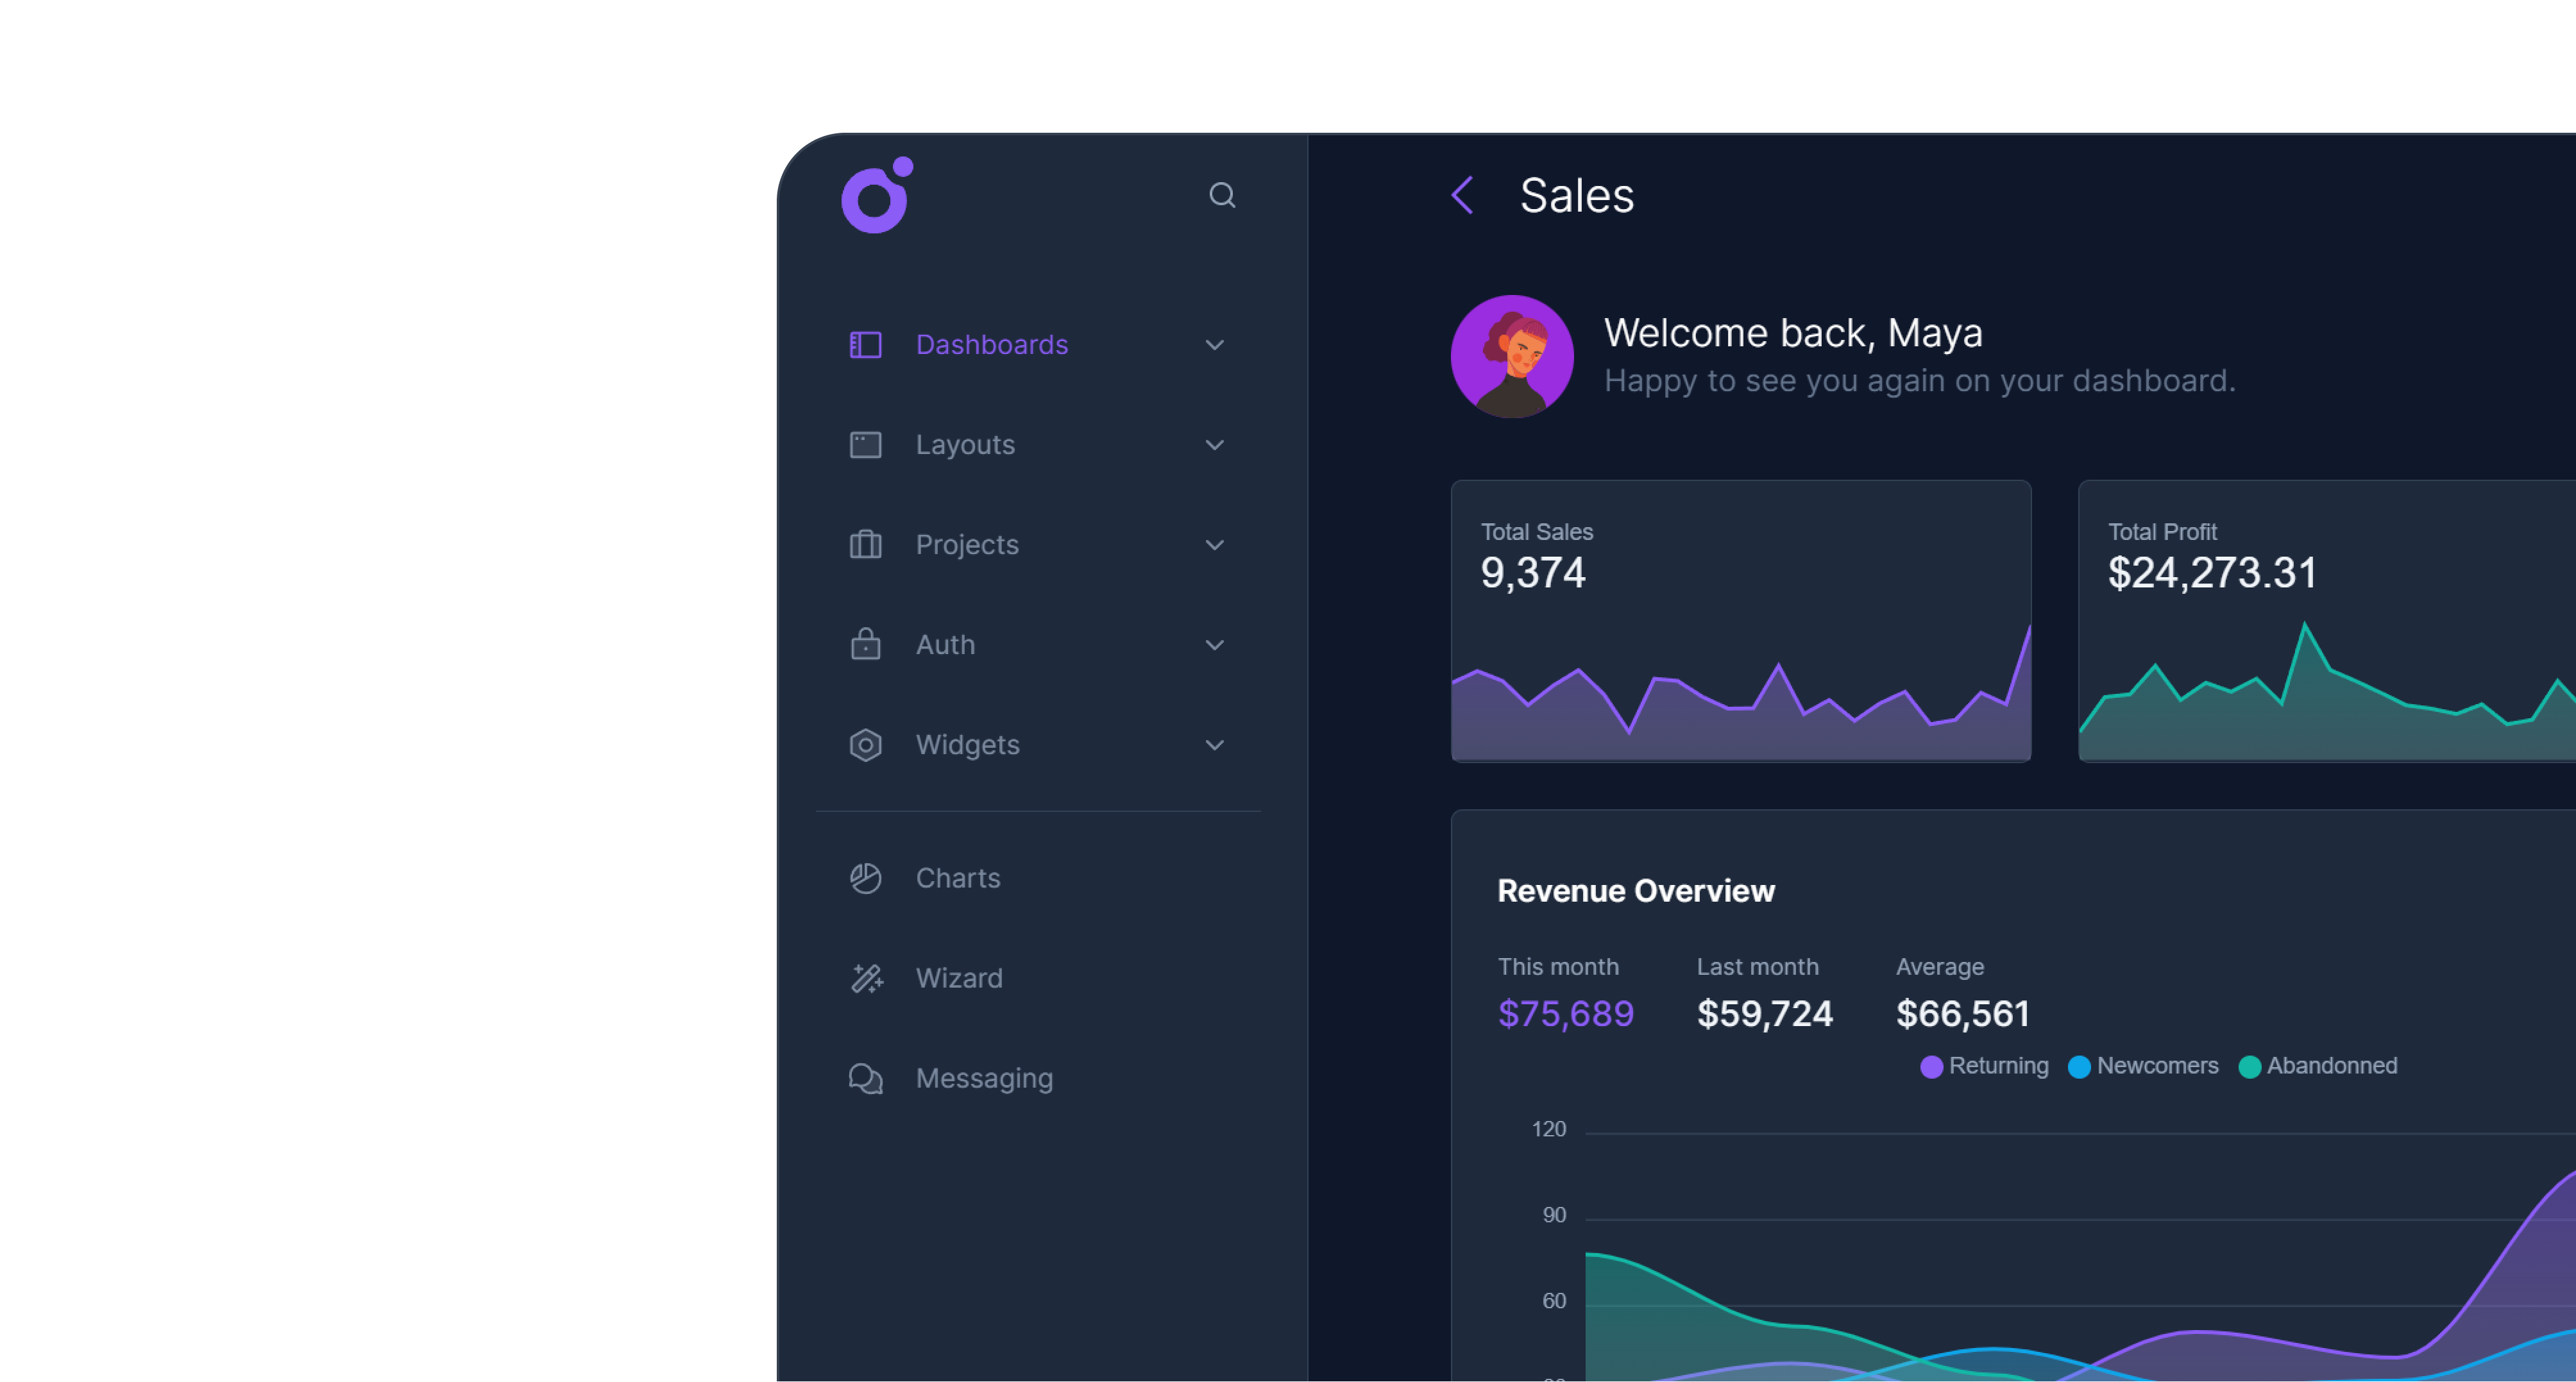 Sales
Dashboards
Layouts
Projects
Auth
Widgets
Charts
Wizard
Messaging
Welcome back, Maya
Happy to see you again on your dashboard.
Total Sales
9,374
Total Profit
$24,273.31
Revenue Overview
This month Last month Average
$75,689 $59,724 $66,561
Returning Newcomers Abandonned
120
90
60